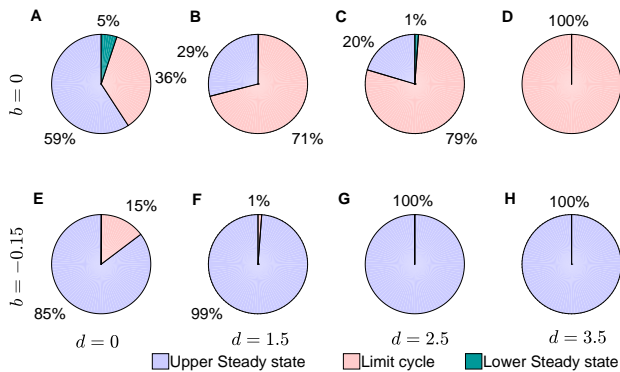 A 5% 36% 59%
B 29% 71%
C 1% 20% 79%
D 100%
b = 0
E 15% 85%
F 1% 99%
G 100%
H 100%
b = −0.15
d = 0 d = 1.5 d = 2.5 d = 3.5
Upper Steady state Limit cycle Lower Steady state